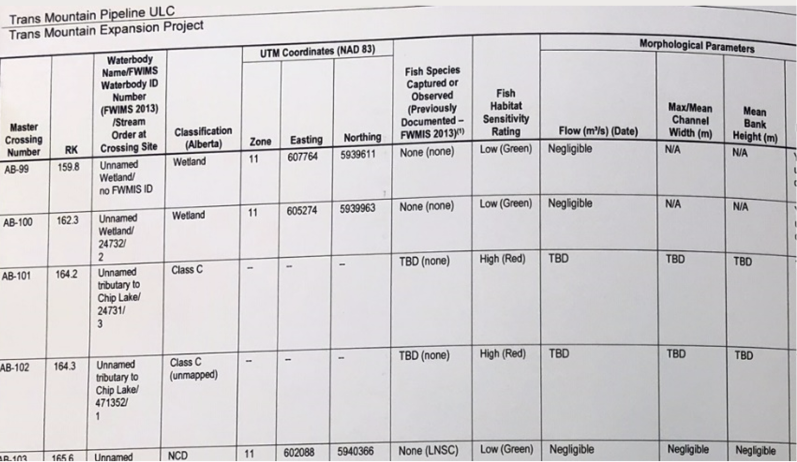 Trans Mountain Pipeline ULC
Trans Mountain Expansion Project
Master Crossing Number | RK | Waterbody Name/FWIMS Waterbody ID Number (FWIMS 2013) /Stream Order at Crossing Site | Classification (Alberta) | UTM Coordinates (NAD 83) Zone | Easting | Northing | Fish Species Captured or Observed (Previously Documented – FWMIS 2013)(1) | Fish Habitat Sensitivity Rating | Morphological Parameters Flow (m³/s) (Date) | Max/Mean Channel Width (m) | Mean Bank Height (m)
AB-99 | 159.8 | Unnamed Wetland/ no FWMIS ID | Wetland | 11 | 607764 | 5939611 | None (none) | Low (Green) | Negligible | N/A | N/A
AB-100 | 162.3 | Unnamed Wetland/ 24732/ 2 | Wetland | 11 | 605274 | 5939963 | None (none) | Low (Green) | Negligible | N/A | N/A
AB-101 | 164.2 | Unnamed tributary to Chip Lake/ 24731/ 3 | Class C | – | – | – | TBD (none) | High (Red) | TBD | TBD | TBD
AB-102 | 164.3 | Unnamed tributary to Chip Lake/ 471352/ 1 | Class C (unmapped) | – | – | – | TBD (none) | High (Red) | TBD | TBD | TBD
AB-103 | 165.6 | Unnamed | NCD | 11 | 602088 | 5940366 | None (LNSC) | Low (Green) | Negligible | Negligible | Negligible